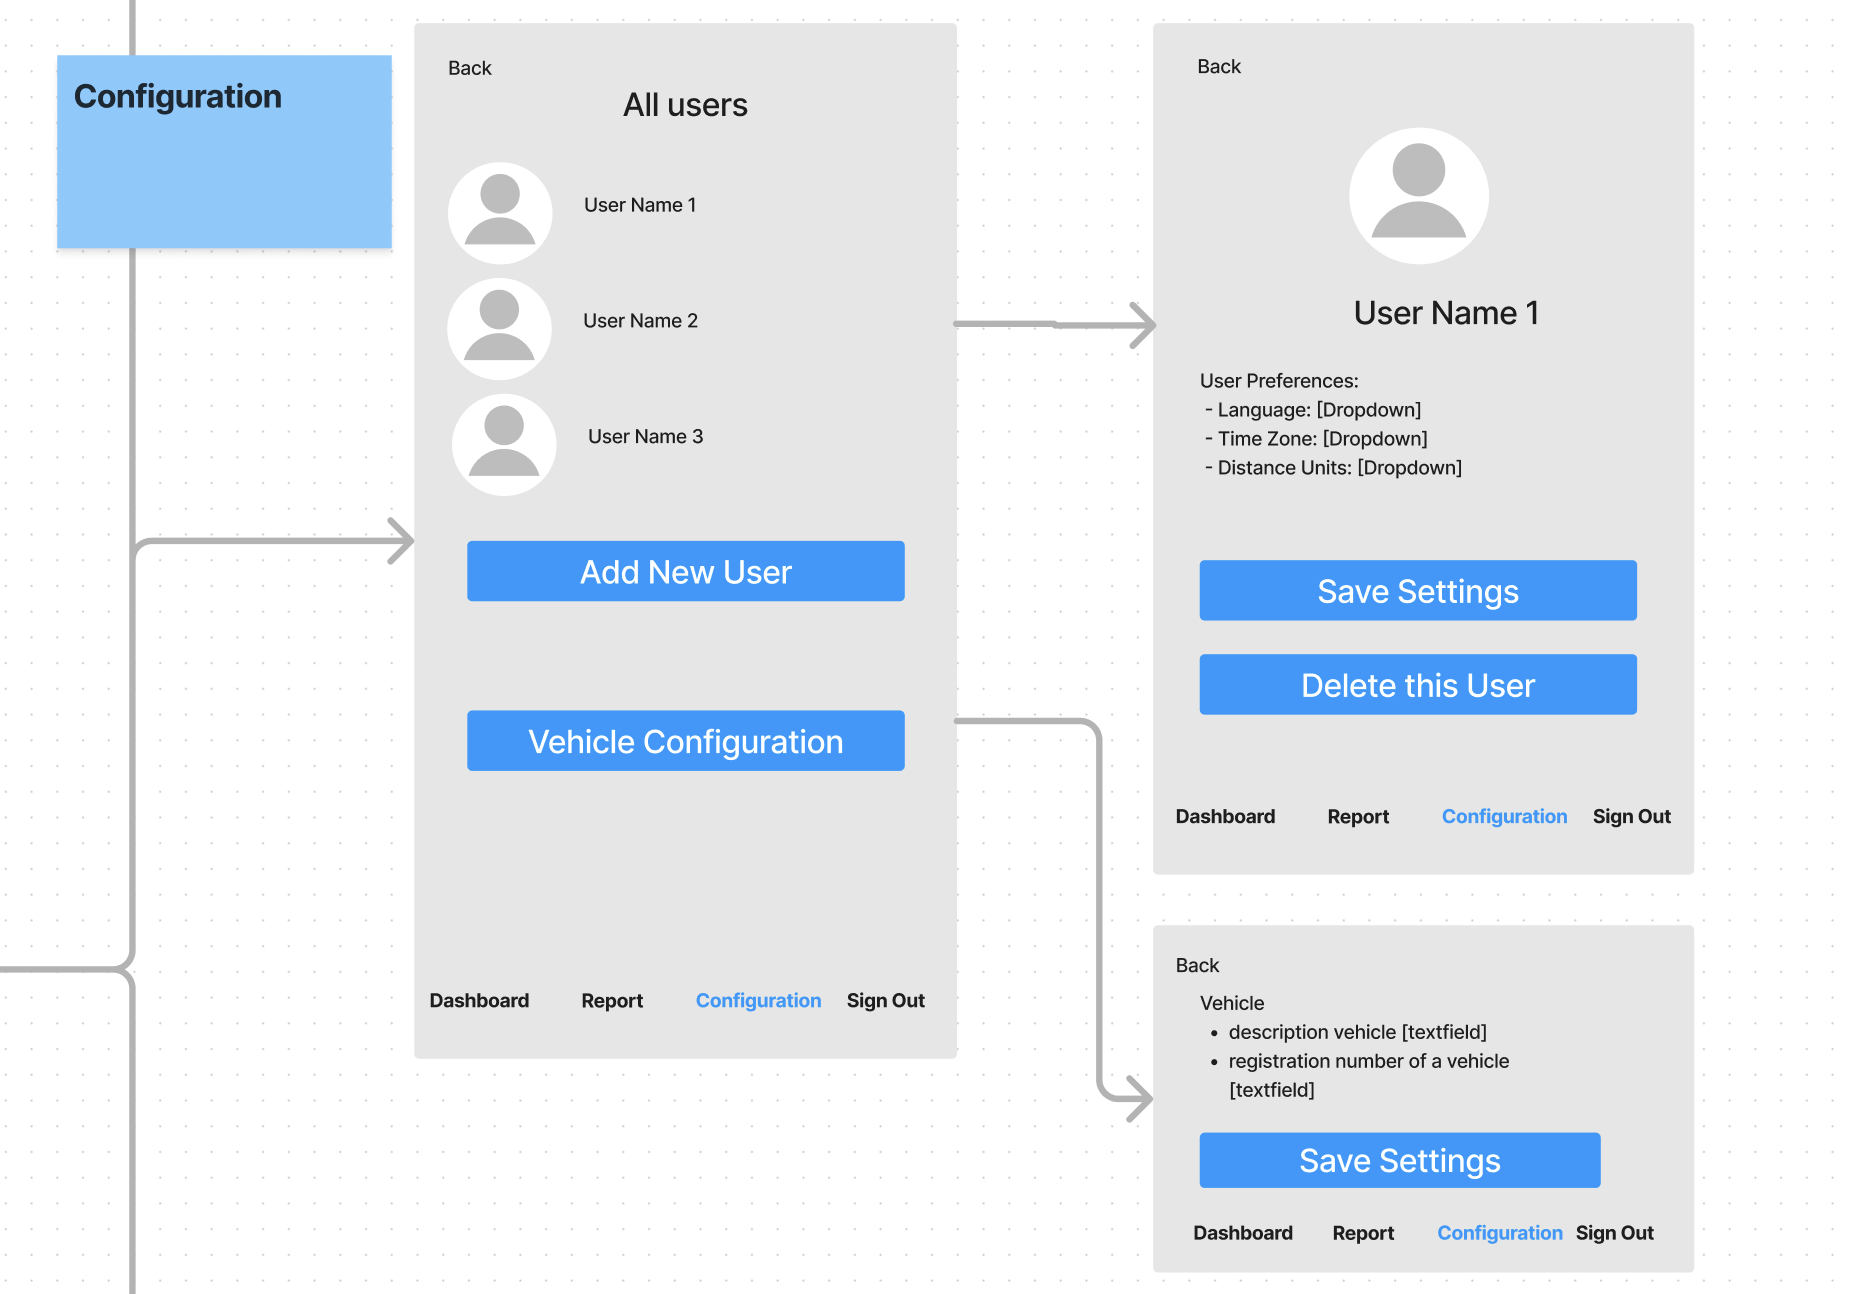 Configuration
Back
All users
User Name 1
User Name 2
User Name 3
Add New User
Vehicle Configuration
Dashboard Report Configuration Sign Out
Back
User Name 1
User Preferences:
- Language: [Dropdown]
- Time Zone: [Dropdown]
- Distance Units: [Dropdown]
Save Settings
Delete this User
Dashboard Report Configuration Sign Out
Back
Vehicle
• description vehicle [textfield]
• registration number of a vehicle
[textfield]
Save Settings
Dashboard Report Configuration Sign Out